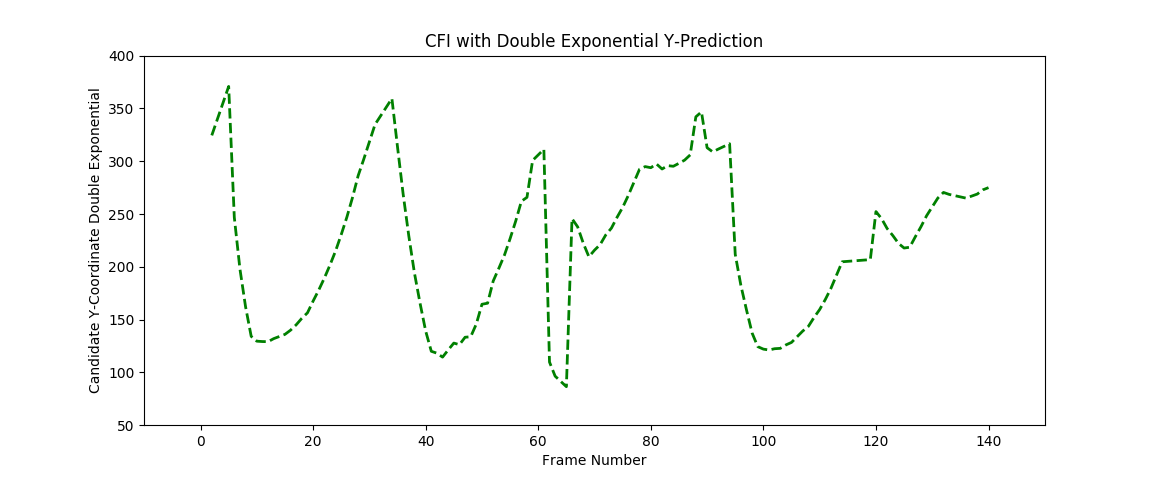 CFI with Double Exponential Y-Prediction
Candidate Y-Coordinate Double Exponential
400
350
300
250
200
150
100
50
0 20 40 60 80 100 120 140
Frame Number